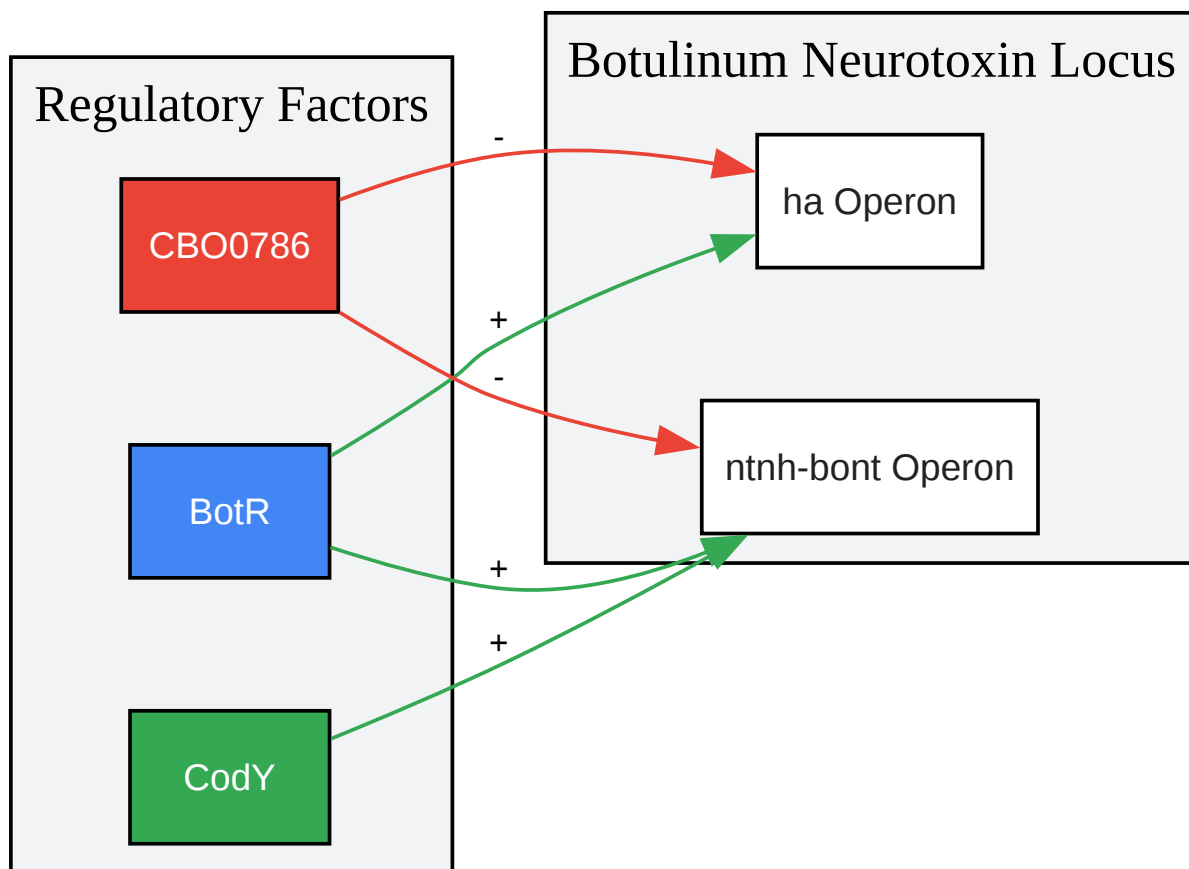 Botulinum Neurotoxin Locus
Regulatory Factors
-
CBO0786
ha Operon
+
-
ntnh-bont Operon
BotR
+
+
CodY